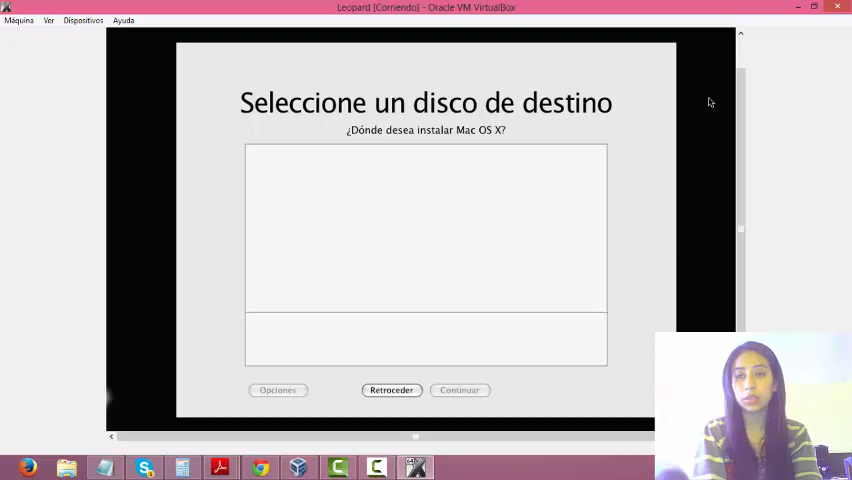 Leopard [Corriendo] - Oracle VM VirtualBox
Máquina Ver Dispositivos Ayuda
Seleccione un disco de destino
¿Dónde desea instalar Mac OS X?
Opciones Retroceder Continuar